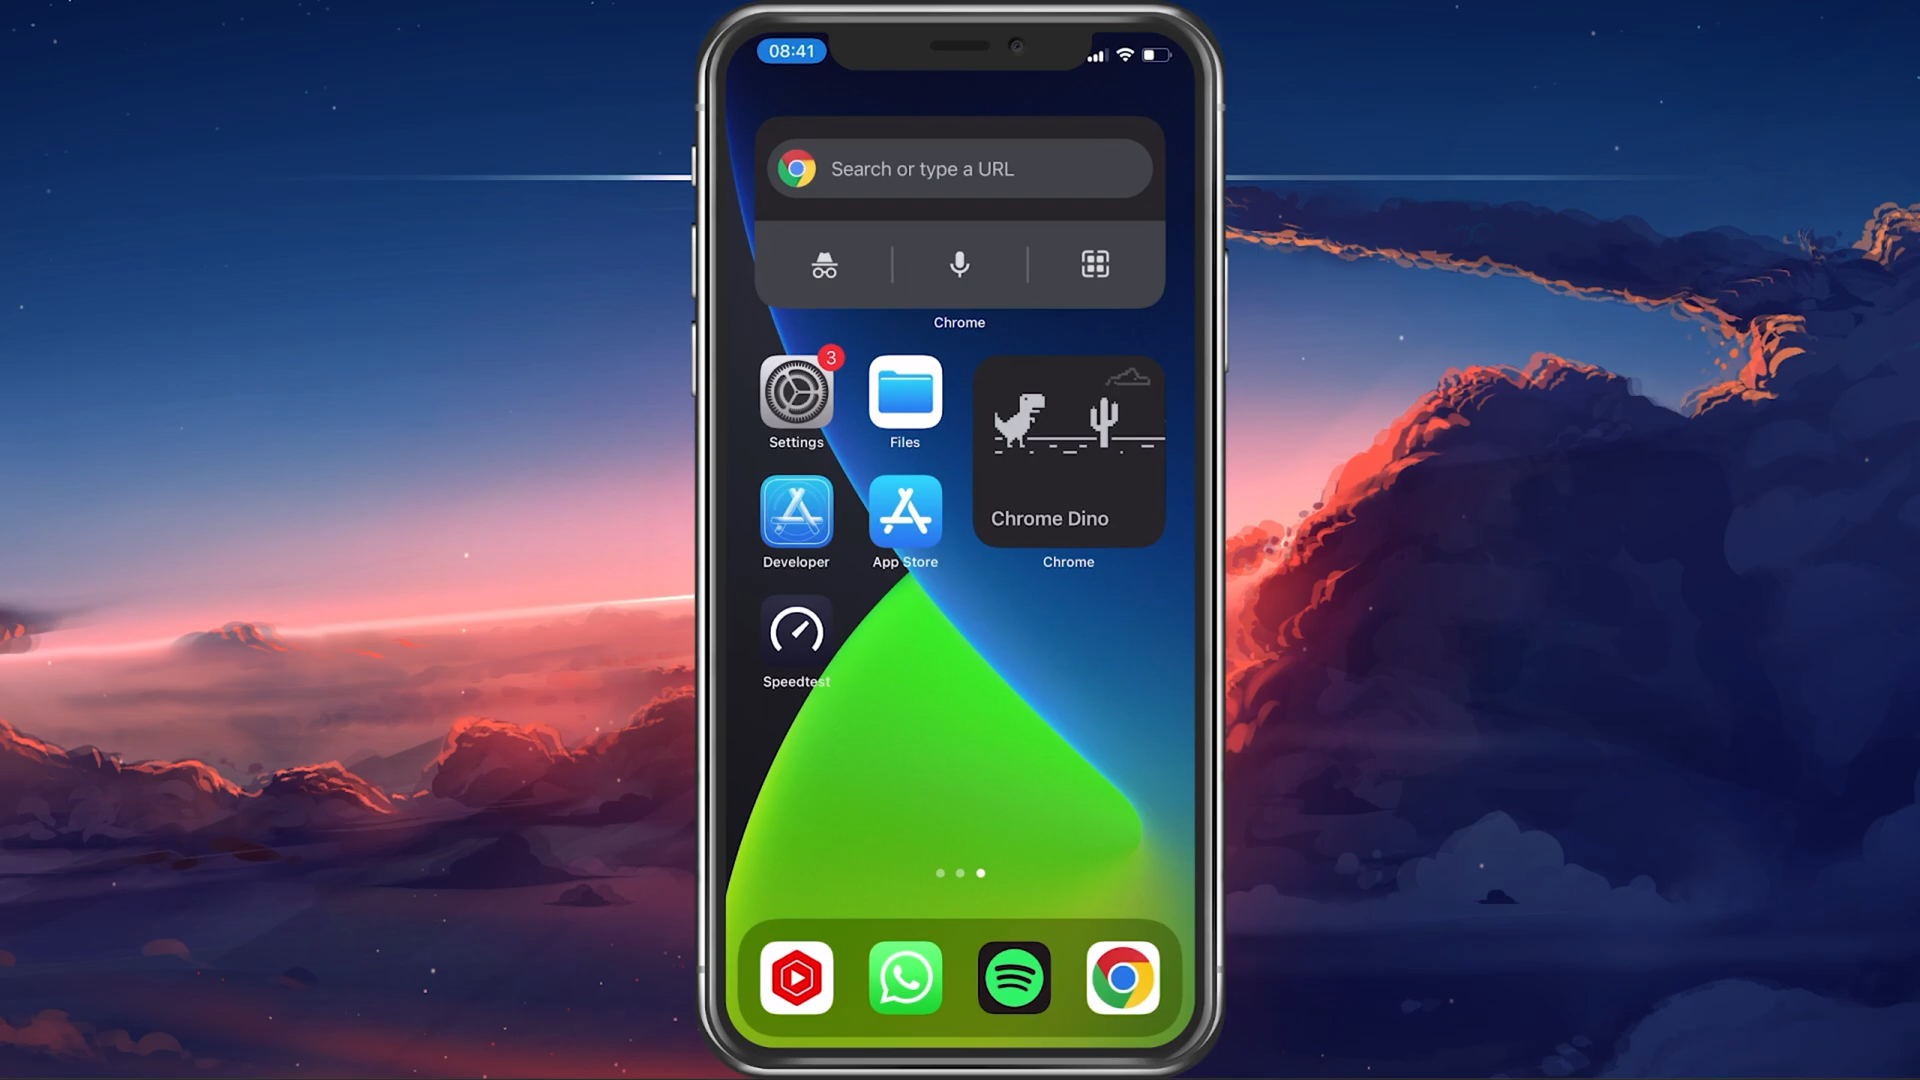 08:41
Search or type a URL
Chrome
3
Settings
Files
Chrome Dino
Developer
App Store
Chrome
Speedtest